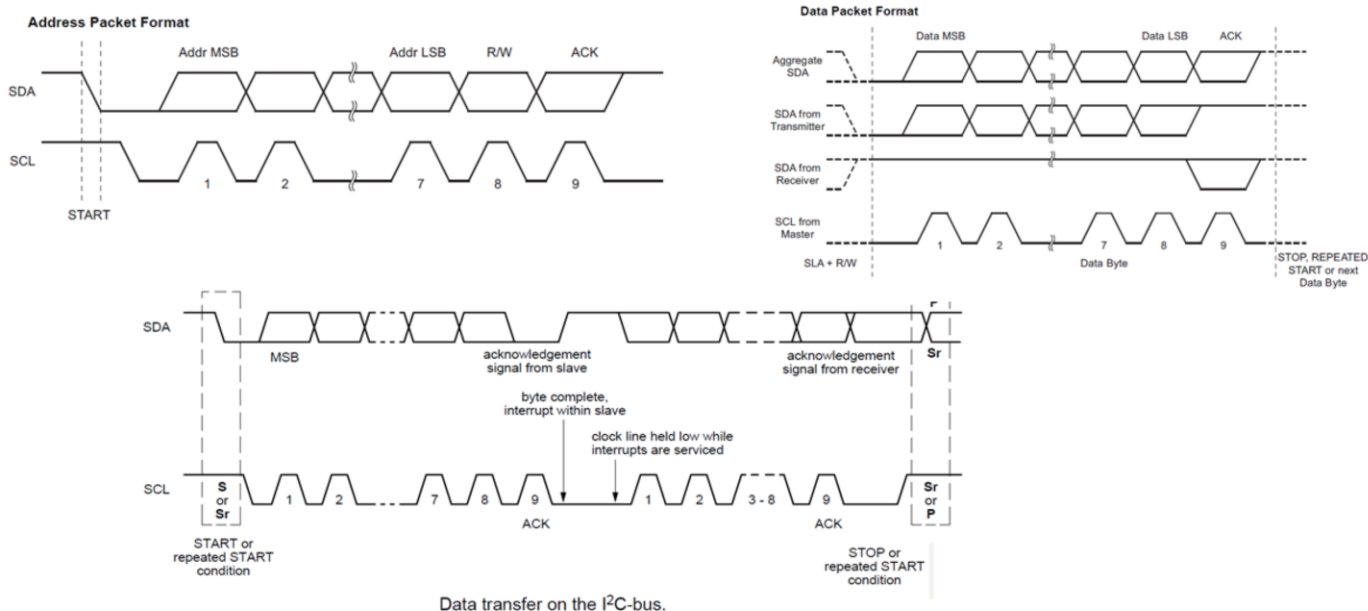 Address Packet Format
Addr MSB Addr LSB R/W ACK
SDA
SCL
1 2 7 8 9
START
Data Packet Format
Data MSB Data LSB ACK
Aggregate
SDA
SDA from
Transmitter
SDA from
Receiver
SCL from
Master
1 2 7 8 9
SLA + R/W Data Byte
STOP, REPEATED
START or next
Data Byte
SDA
MSB
acknowledgement
signal from slave
acknowledgement
signal from receiver
Sr
byte complete,
interrupt within slave
clock line held low while
interrupts are serviced
SCL
S
or
Sr
1 2 7 8 9 1 2 3 - 8 9
ACK ACK
Sr
or
P
START or
repeated START
condition
STOP or
repeated START
condition
Data transfer on the I²C-bus.